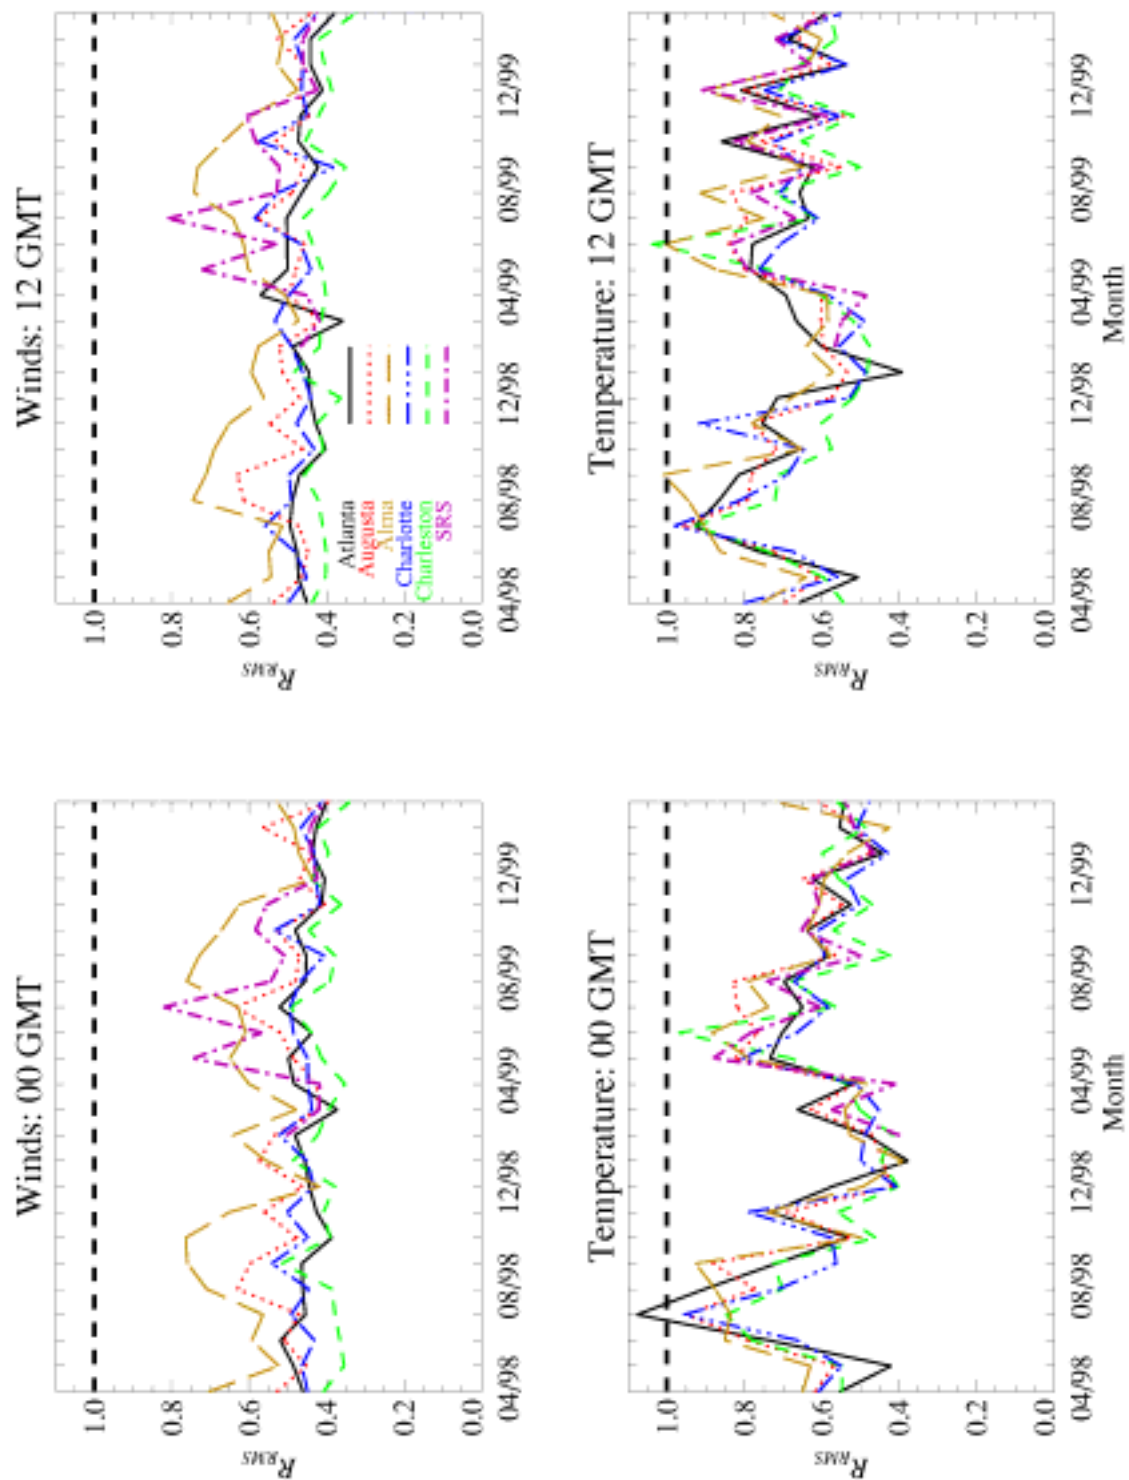 Winds: 00 GMT
1.0
0.8
0.6
0.4
0.2
0.0
R_RMS
04/98 08/98 12/98 04/99 08/99 12/99
Winds: 12 GMT
1.0
0.8
0.6
0.4
0.2
0.0
R_RMS
Atlanta
Augusta
Alma
Charlotte
Charleston
SRS
04/98 08/98 12/98 04/99 08/99 12/99
Temperature: 00 GMT
1.0
0.8
0.6
0.4
0.2
0.0
R_RMS
04/98 08/98 12/98 04/99 08/99 12/99
Month
Temperature: 12 GMT
1.0
0.8
0.6
0.4
0.2
0.0
R_RMS
04/98 08/98 12/98 04/99 08/99 12/99
Month